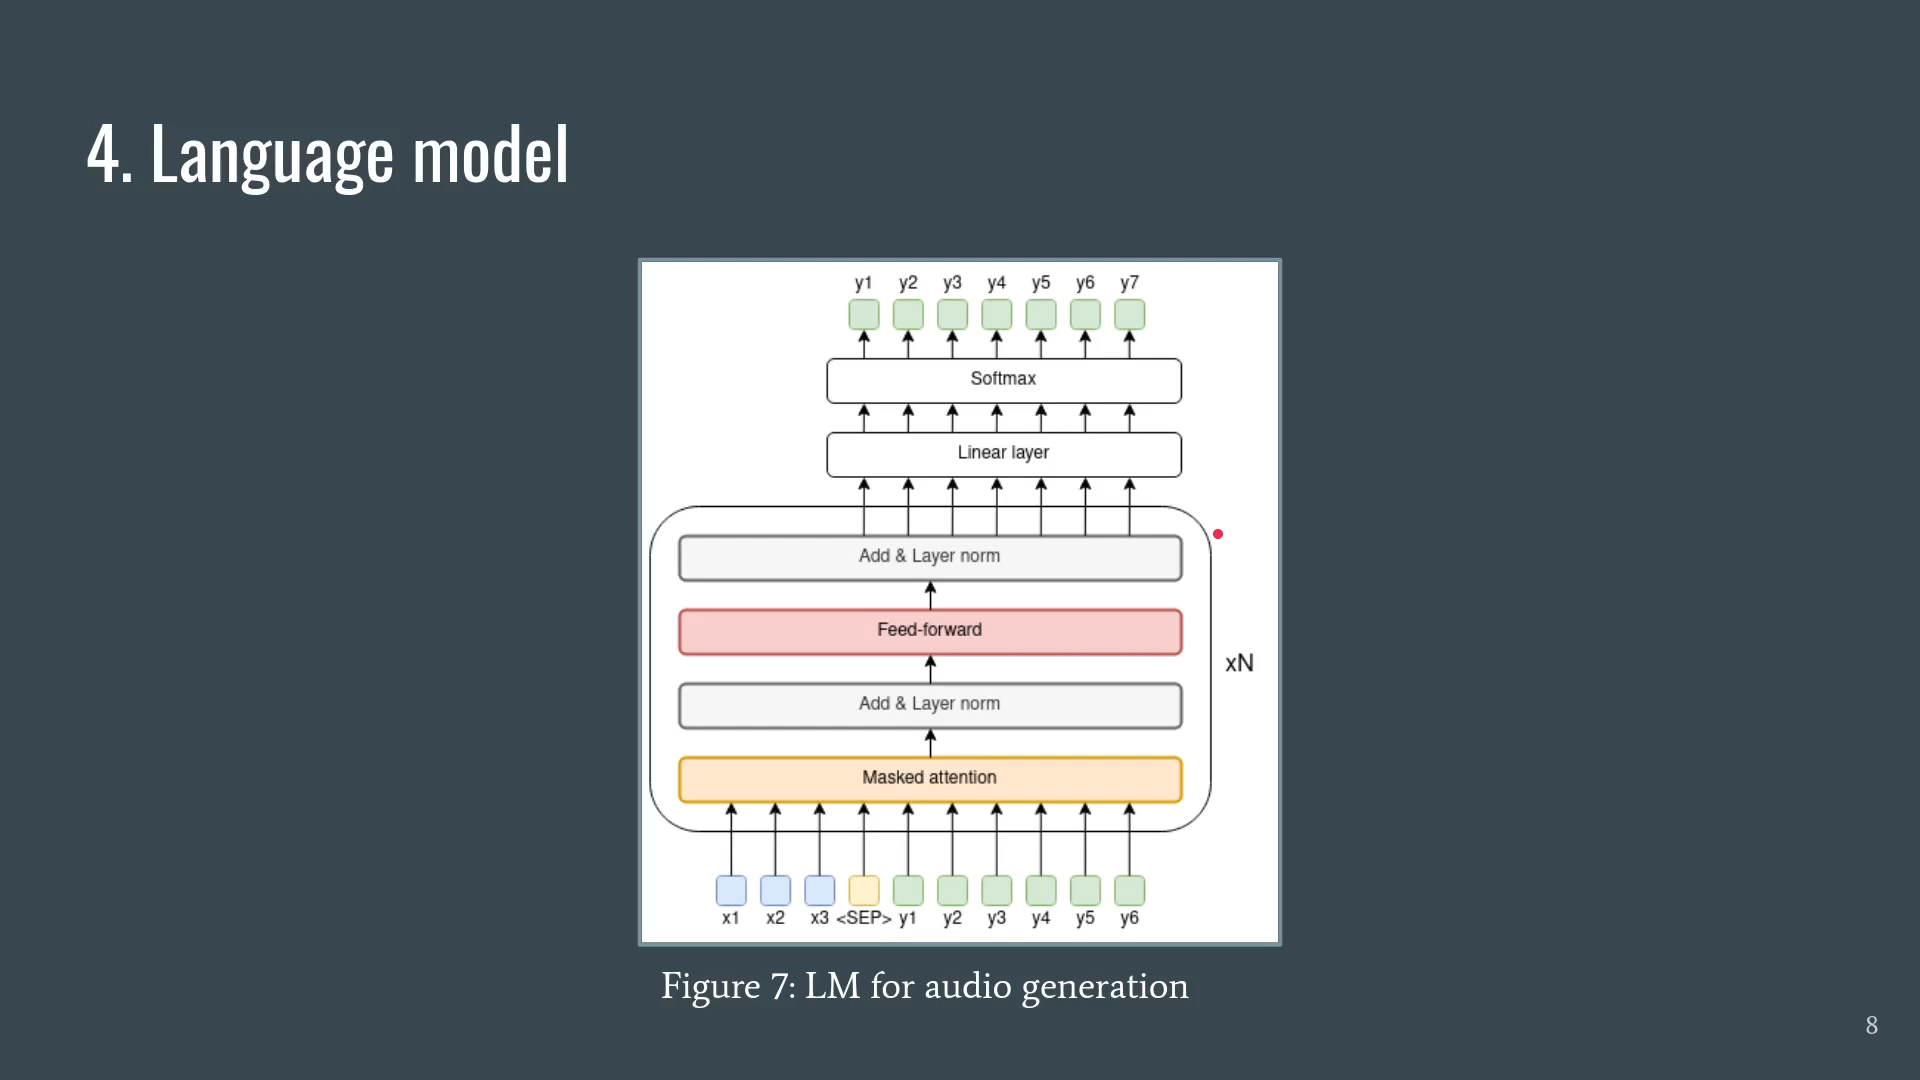 4. Language model
y1 y2 y3 y4 y5 y6 y7
Softmax
Linear layer
Add & Layer norm
Feed-forward
xN
Add & Layer norm
Masked attention
x1 x2 x3 <SEP> y1 y2 y3 y4 y5 y6
Figure 7: LM for audio generation
8